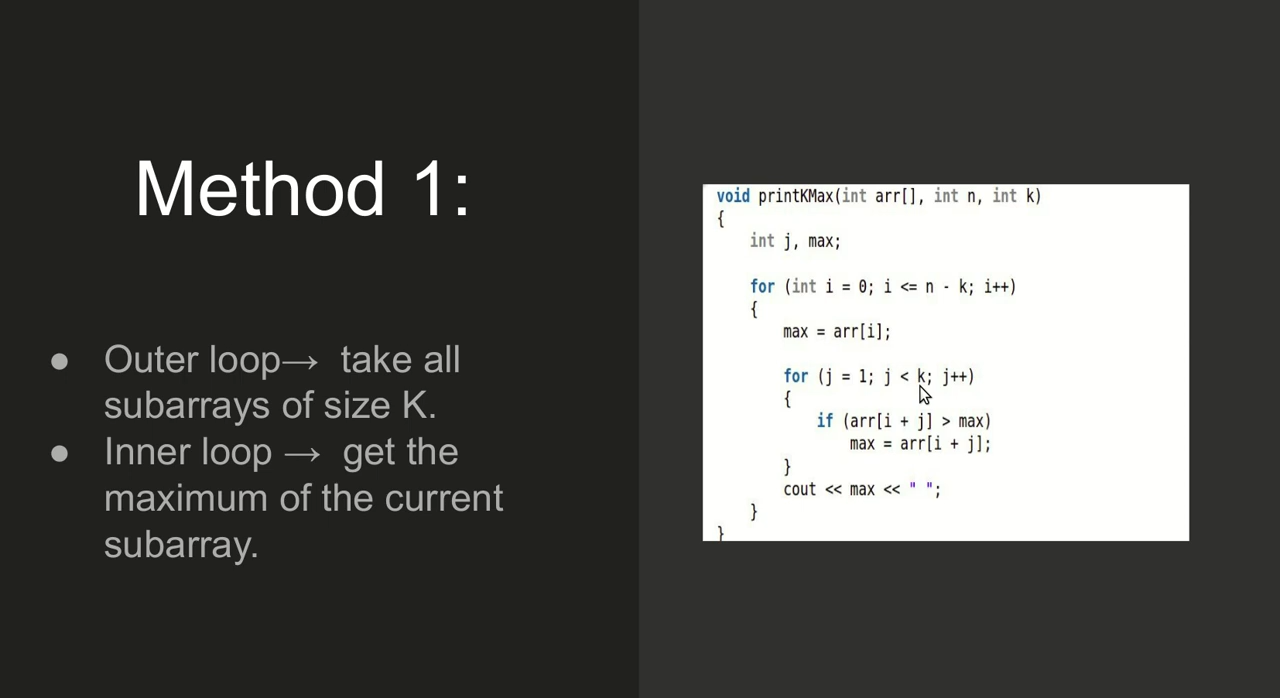 Method 1:
● Outer loop→ take all
subarrays of size K.
● Inner loop → get the
maximum of the current
subarray.
void printKMax(int arr[], int n, int k)
{
    int j, max;
    for (int i = 0; i <= n - k; i++)
    {
        max = arr[i];
        for (j = 1; j < k; j++)
        {
            if (arr[i + j] > max)
                max = arr[i + j];
        }
        cout << max << " ";
    }
}